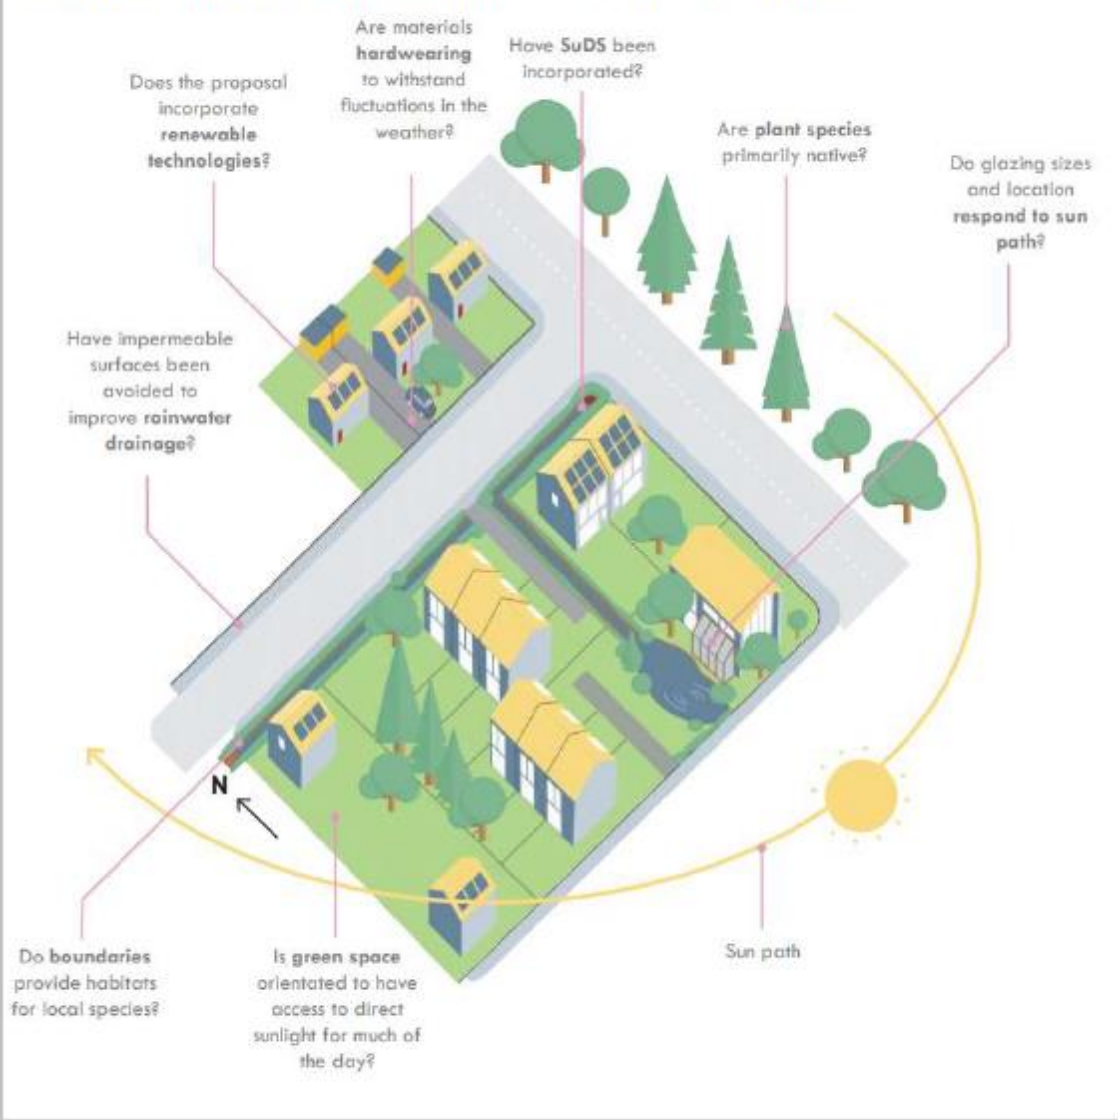 Are materials
hardwearing
to withstand
fluctuations in the
weather?
Have SuDS been
incorporated?
Does the proposal
incorporate
renewable
technologies?
Are plant species
primarily native?
Do glazing sizes
and location
respond to sun
path?
Have impermeable
surfaces been
avoided to
improve rainwater
drainage?
N
Do boundaries
provide habitats
for local species?
Is green space
orientated to have
access to direct
sunlight for much of
the day?
Sun path